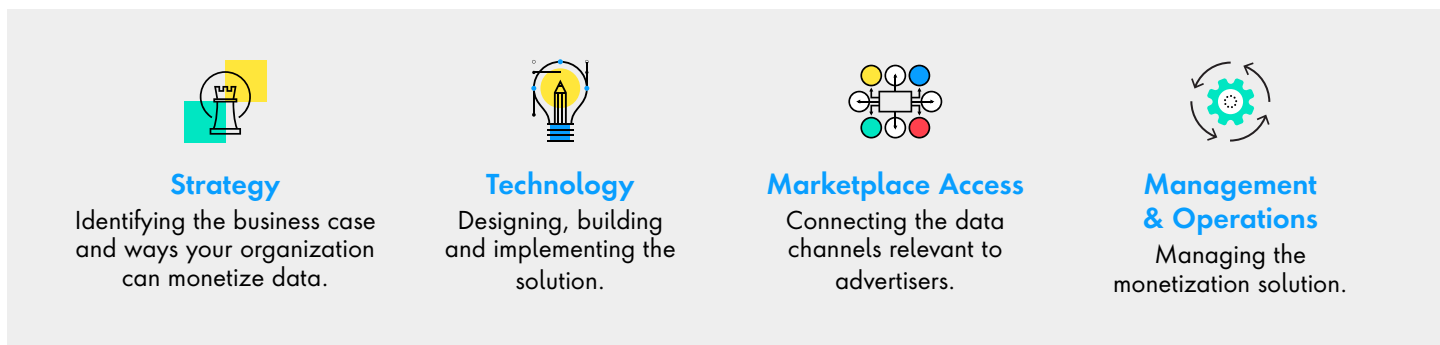 Strategy
Identifying the business case
and ways your organization
can monetize data.
Technology
Designing, building
and implementing the
solution.
Marketplace Access
Connecting the data
channels relevant to
advertisers.
Management
& Operations
Managing the
monetization solution.